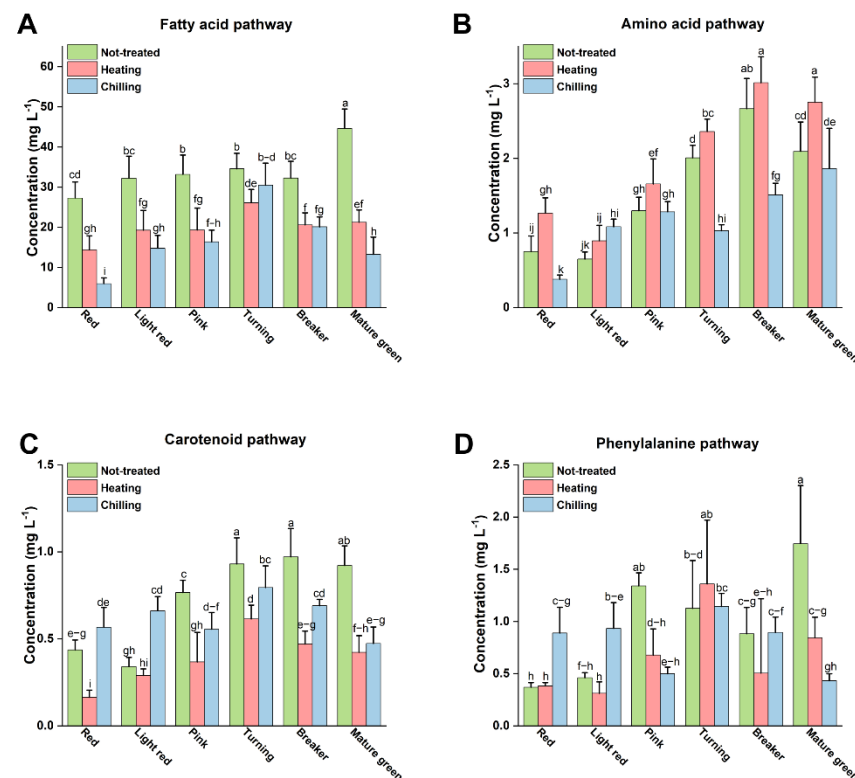 A
Fatty acid pathway
Not-treated
Heating
Chilling
Concentration (mg L⁻¹)
60
50
40
30
20
10
0
cd gh i
bc fg gh
b fg f-h
b de b-d
bc f fg
a ef h
Red Light red Pink Turning Breaker Mature green
B
Amino acid pathway
Not-treated
Heating
Chilling
Concentration (mg L⁻¹)
3
2
1
0
ij gh k
jk ij hi
gh ef gh
d bc fg
ab a fg
cd a de
Red Light red Pink Turning Breaker Mature green
C
Carotenoid pathway
Not-treated
Heating
Chilling
Concentration (mg L⁻¹)
1.5
1.0
0.5
0.0
e-g i de
gh hi cd
c gh d-f
a d bc
a e-g cd
ab f-h e-g
Red Light red Pink Turning Breaker Mature green
D
Phenylalanine pathway
Not-treated
Heating
Chilling
Concentration (mg L⁻¹)
2.5
2.0
1.5
1.0
0.5
0.0
h h c-g
f-h h b-e
ab d-h e-h
b-d ab bc
c-g e-h c-f
a c-g gh
Red Light red Pink Turning Breaker Mature green